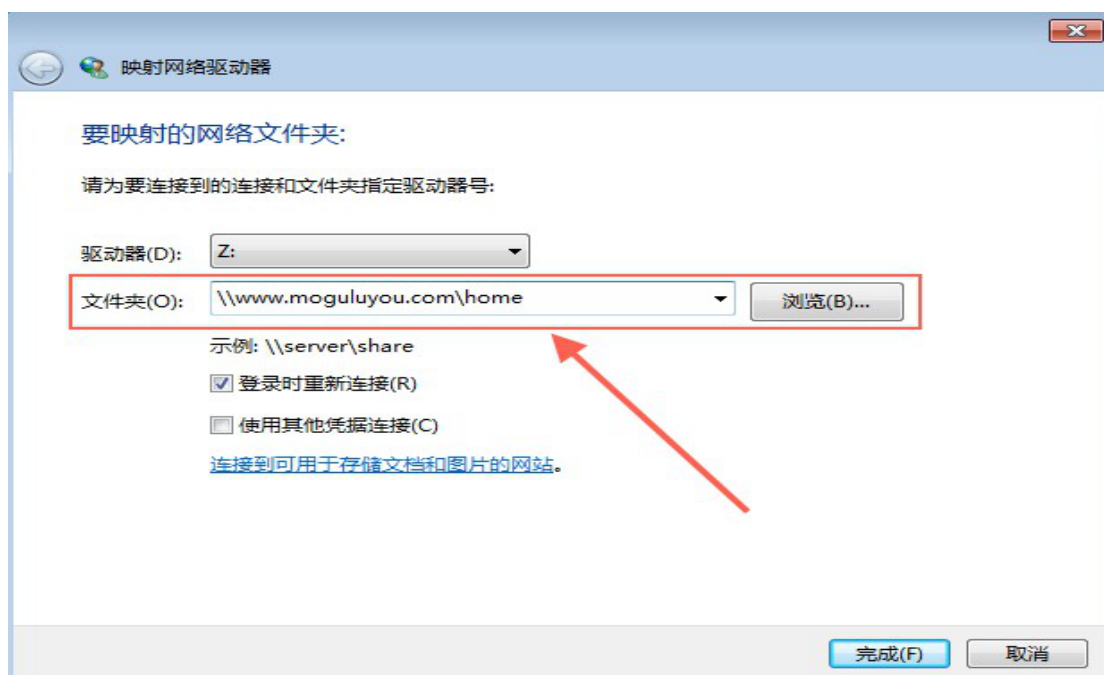 映射网络驱动器
要映射的网络文件夹:
请为要连接到的连接和文件夹指定驱动器号:
驱动器(D): Z:
文件夹(O): \\www.moguluyou.com\home 浏览(B)...
示例: \\server\share
登录时重新连接(R)
使用其他凭据连接(C)
连接到可用于存储文档和图片的网站。
完成(F) 取消